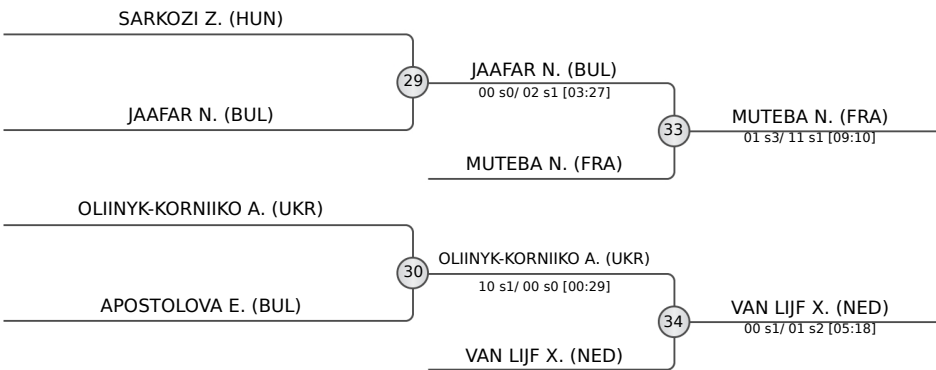 SARKOZI Z. (HUN)
29
JAAFAR N. (BUL)
00 s0/ 02 s1 [03:27]
JAAFAR N. (BUL)
33
MUTEBA N. (FRA)
01 s3/ 11 s1 [09:10]
MUTEBA N. (FRA)
OLIINYK-KORNIIKO A. (UKR)
30
OLIINYK-KORNIIKO A. (UKR)
10 s1/ 00 s0 [00:29]
APOSTOLOVA E. (BUL)
34
VAN LIJF X. (NED)
00 s1/ 01 s2 [05:18]
VAN LIJF X. (NED)